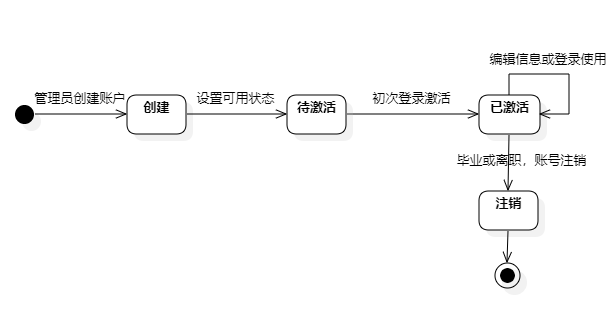 编辑信息或登录使用
管理员创建账户
设置可用状态
初次登录激活
创建
待激活
已激活
毕业或离职，账号注销
注销